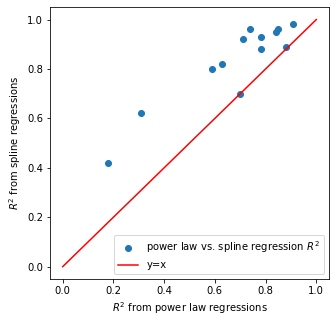 1.0
0.8
0.6
0.4
0.2
0.0
R² from spline regressions
power law vs. spline regression R²
y=x
0.0 0.2 0.4 0.6 0.8 1.0
R² from power law regressions